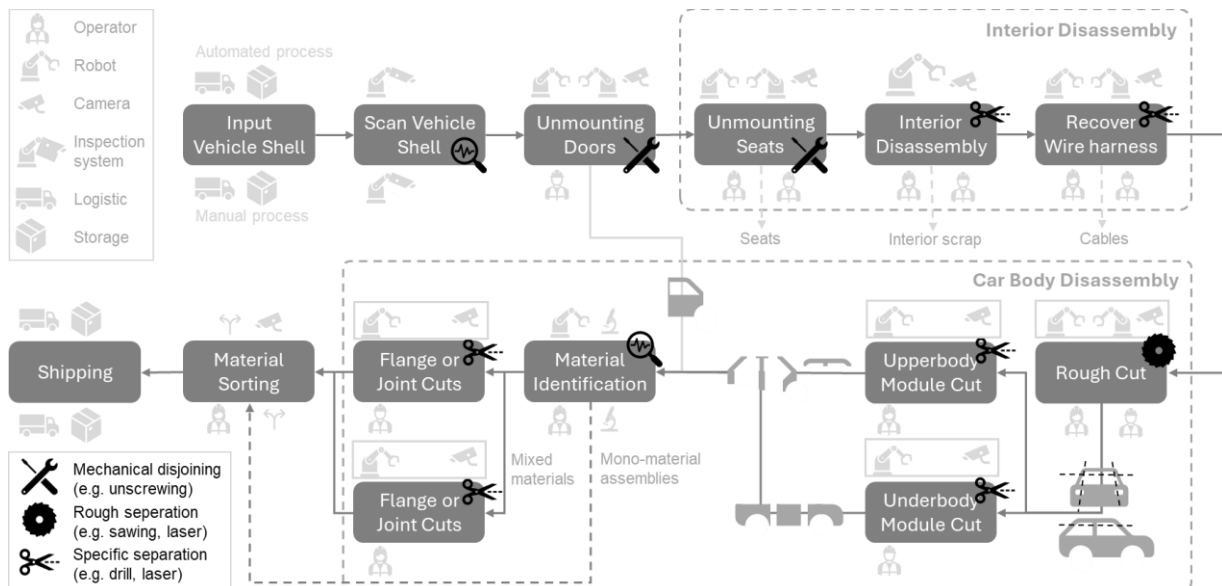 Operator
Robot
Camera
Inspection
system
Logistic
Storage
Automated process
Input
Vehicle Shell
Manual process
Scan Vehicle
Shell
Unmounting
Doors
Interior Disassembly
Unmounting
Seats
Interior
Disassembly
Recover
Wire harness
Seats
Interior scrap
Cables
Car Body Disassembly
Shipping
Material
Sorting
Flange or
Joint Cuts
Material
Identification
Upperbody
Module Cut
Rough Cut
Mixed
materials
Mono-material
assemblies
Flange or
Joint Cuts
Underbody
Module Cut
Mechanical disjoining
(e.g. unscrewing)
Rough seperation
(e.g. sawing, laser)
Specific separation
(e.g. drill, laser)